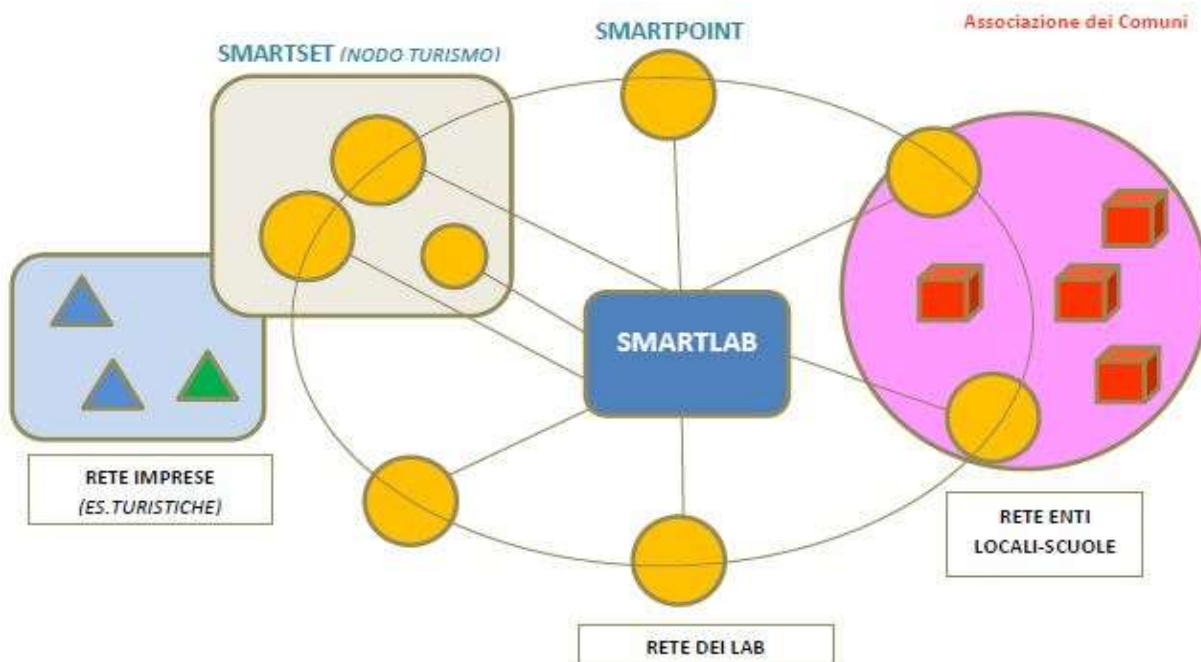 Associazione dei Comuni
SMARTPOINT
SMARTSET (NODO TURISMO)
SMARTLAB
RETE IMPRESE
(ES.TURISTICHE)
RETE ENTI
LOCALI-SCUOLE
RETE DEI LAB